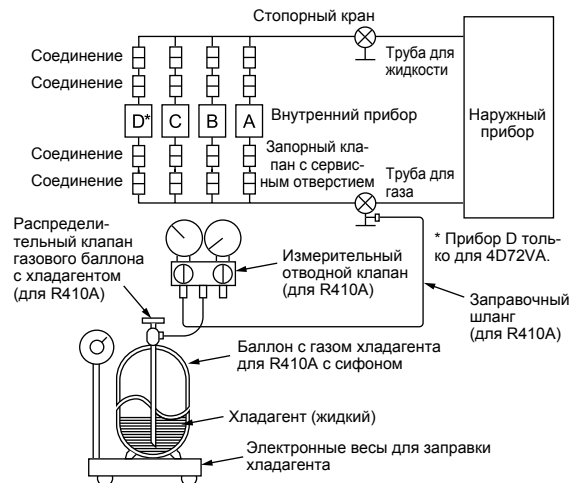 Стопорный кран
Соединение
Соединение
Труба для
жидкости
D*
C
B
A
Внутренний прибор
Наружный
прибор
Соединение
Соединение
Запорный кла-
пан с сервис-
ным отверстием
Труба для
газа
Распредели-
тельный клапан
газового баллона
с хладагентом
(для R410A)
Измерительный
отводной клапан
(для R410A)
* Прибор D толь-
ко для 4D72VA.
Заправочный
шланг
(для R410A)
Баллон с газом хладагента
для R410A с сифоном
Хладагент (жидкий)
Электронные весы для заправки
хладагента